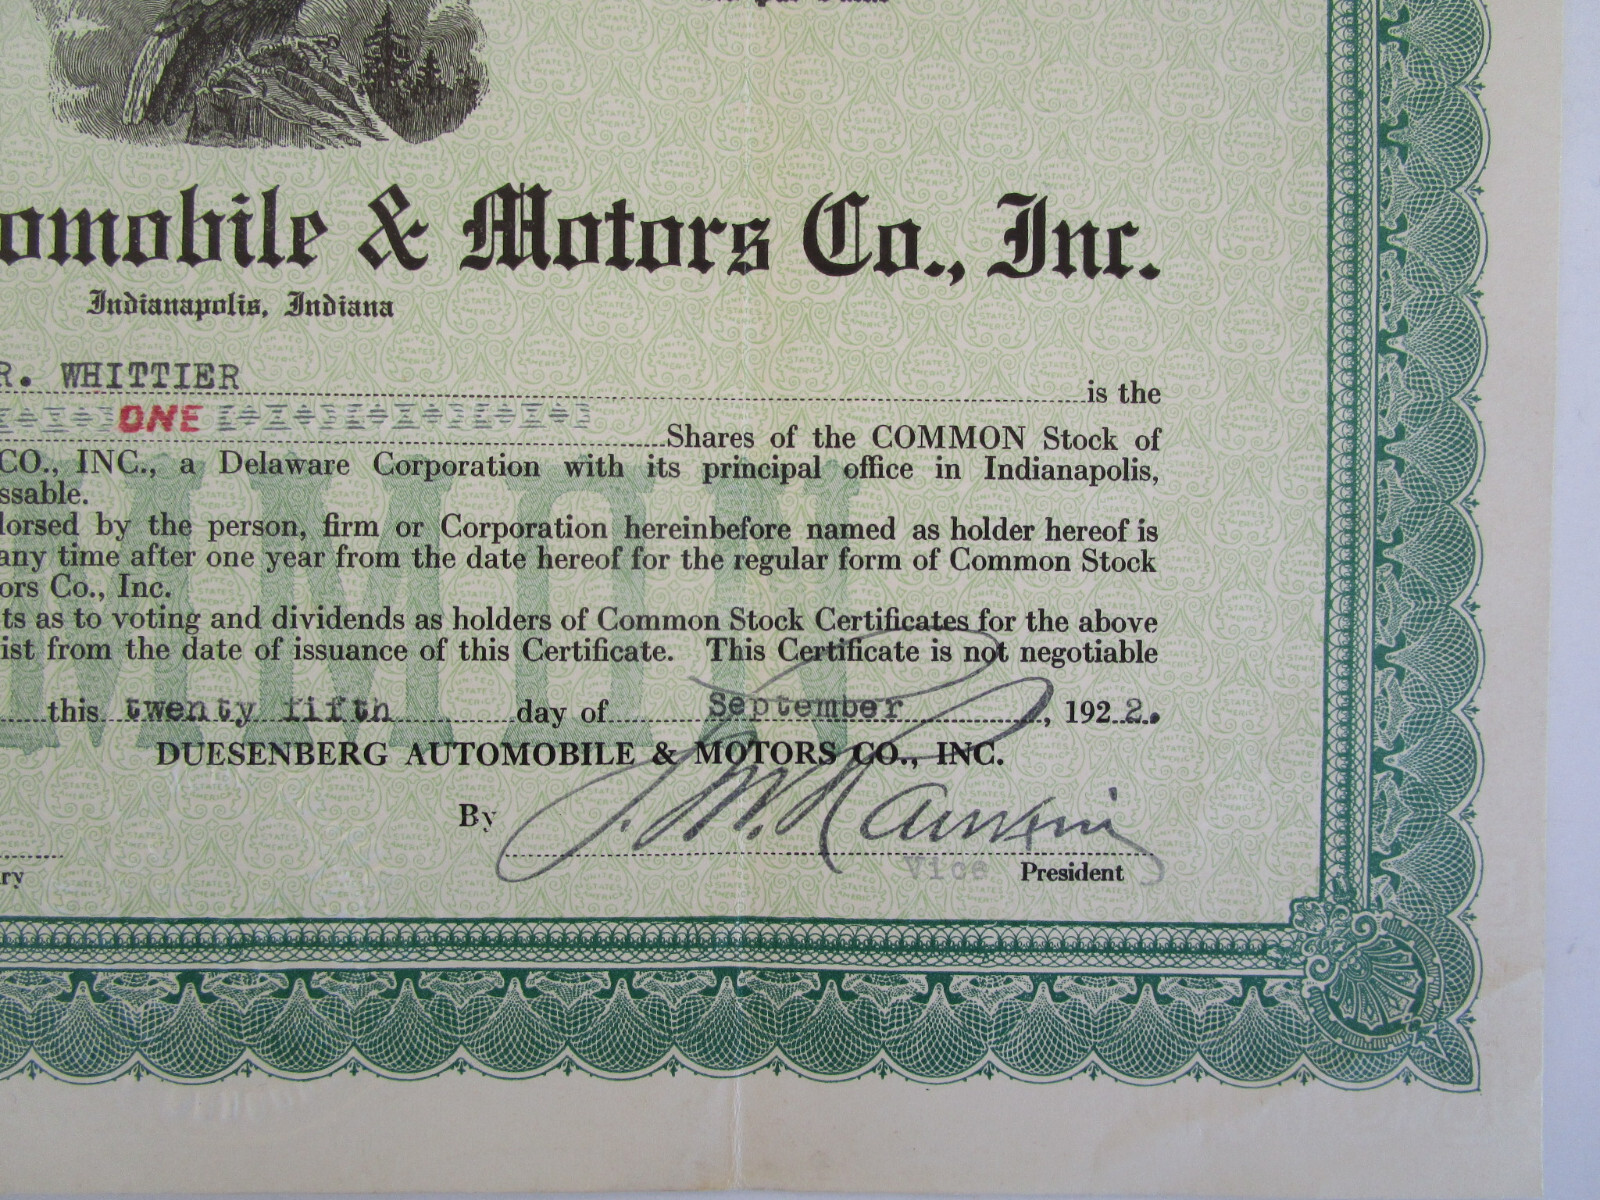 omobile & Motors Co., Inc.
Indianapolis, Indiana
R. WHITTIER is the
ONE Shares of the COMMON Stock of
CO., INC., a Delaware Corporation with its principal office in Indianapolis,
ssable.
dorsed by the person, firm or Corporation hereinbefore named as holder hereof is
any time after one year from the date hereof for the regular form of Common Stock
ors Co., Inc.
ts as to voting and dividends as holders of Common Stock Certificates for the above
ist from the date of issuance of this Certificate. This Certificate is not negotiable
this twenty fifth day of September, 1922.
DUESENBERG AUTOMOBILE & MOTORS CO., INC.
By J. M. Rankin
ry Vice President